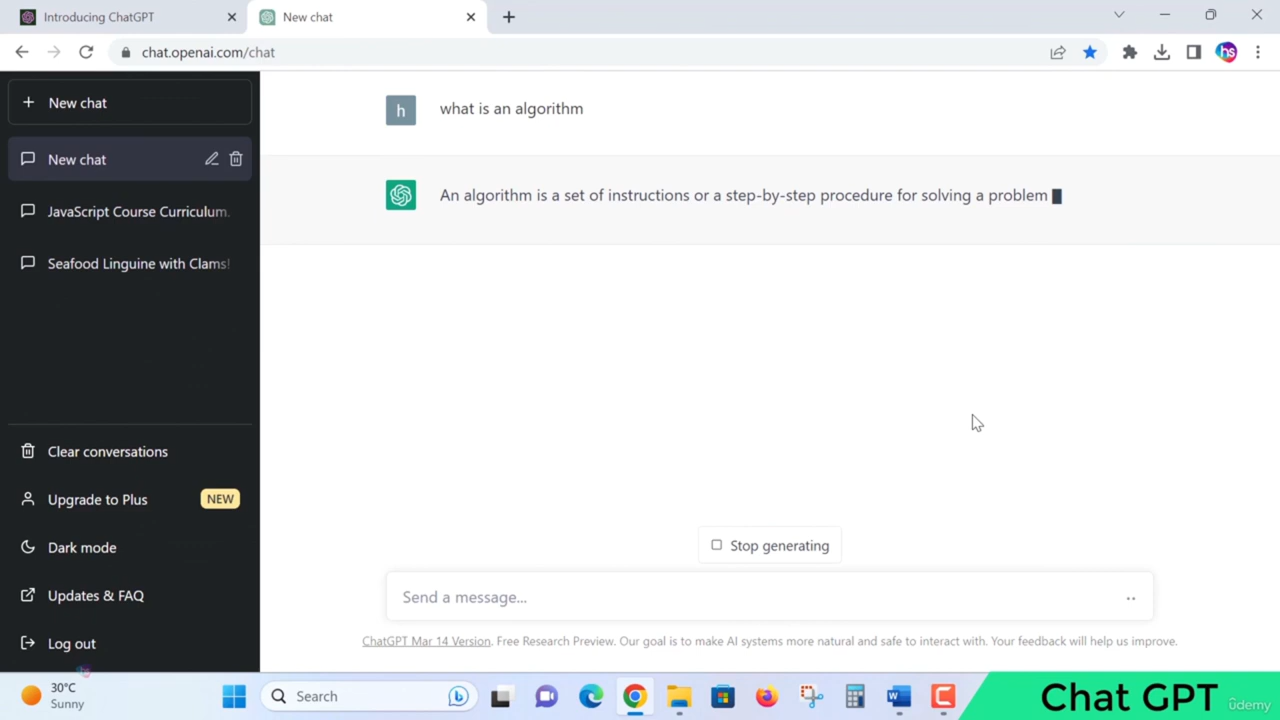 Introducing ChatGPT
New chat
chat.openai.com/chat
hs
New chat
New chat
JavaScript Course Curriculum.
Seafood Linguine with Clams!
Clear conversations
Upgrade to Plus NEW
Dark mode
Updates & FAQ
Log out
h what is an algorithm
An algorithm is a set of instructions or a step-by-step procedure for solving a problem
Stop generating
Send a message...
ChatGPT Mar 14 Version. Free Research Preview. Our goal is to make AI systems more natural and safe to interact with. Your feedback will help us improve.
30°C
Sunny
Search
Chat GPT
ûdemy